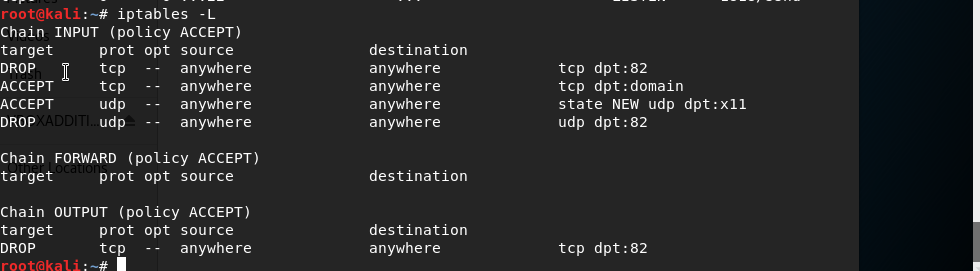 root@kali:~# iptables -L
Chain INPUT (policy ACCEPT)
target     prot opt source               destination
DROP       tcp  --  anywhere             anywhere             tcp dpt:82
ACCEPT     tcp  --  anywhere             anywhere             tcp dpt:domain
ACCEPT     udp  --  anywhere             anywhere             state NEW udp dpt:x11
DROP       udp  --  anywhere             anywhere             udp dpt:82
XADDITI...
Chain FORWARD (policy ACCEPT)
Other Locations
target     prot opt source               destination
Chain OUTPUT (policy ACCEPT)
target     prot opt source               destination
DROP       tcp  --  anywhere             anywhere             tcp dpt:82
root@kali:~#